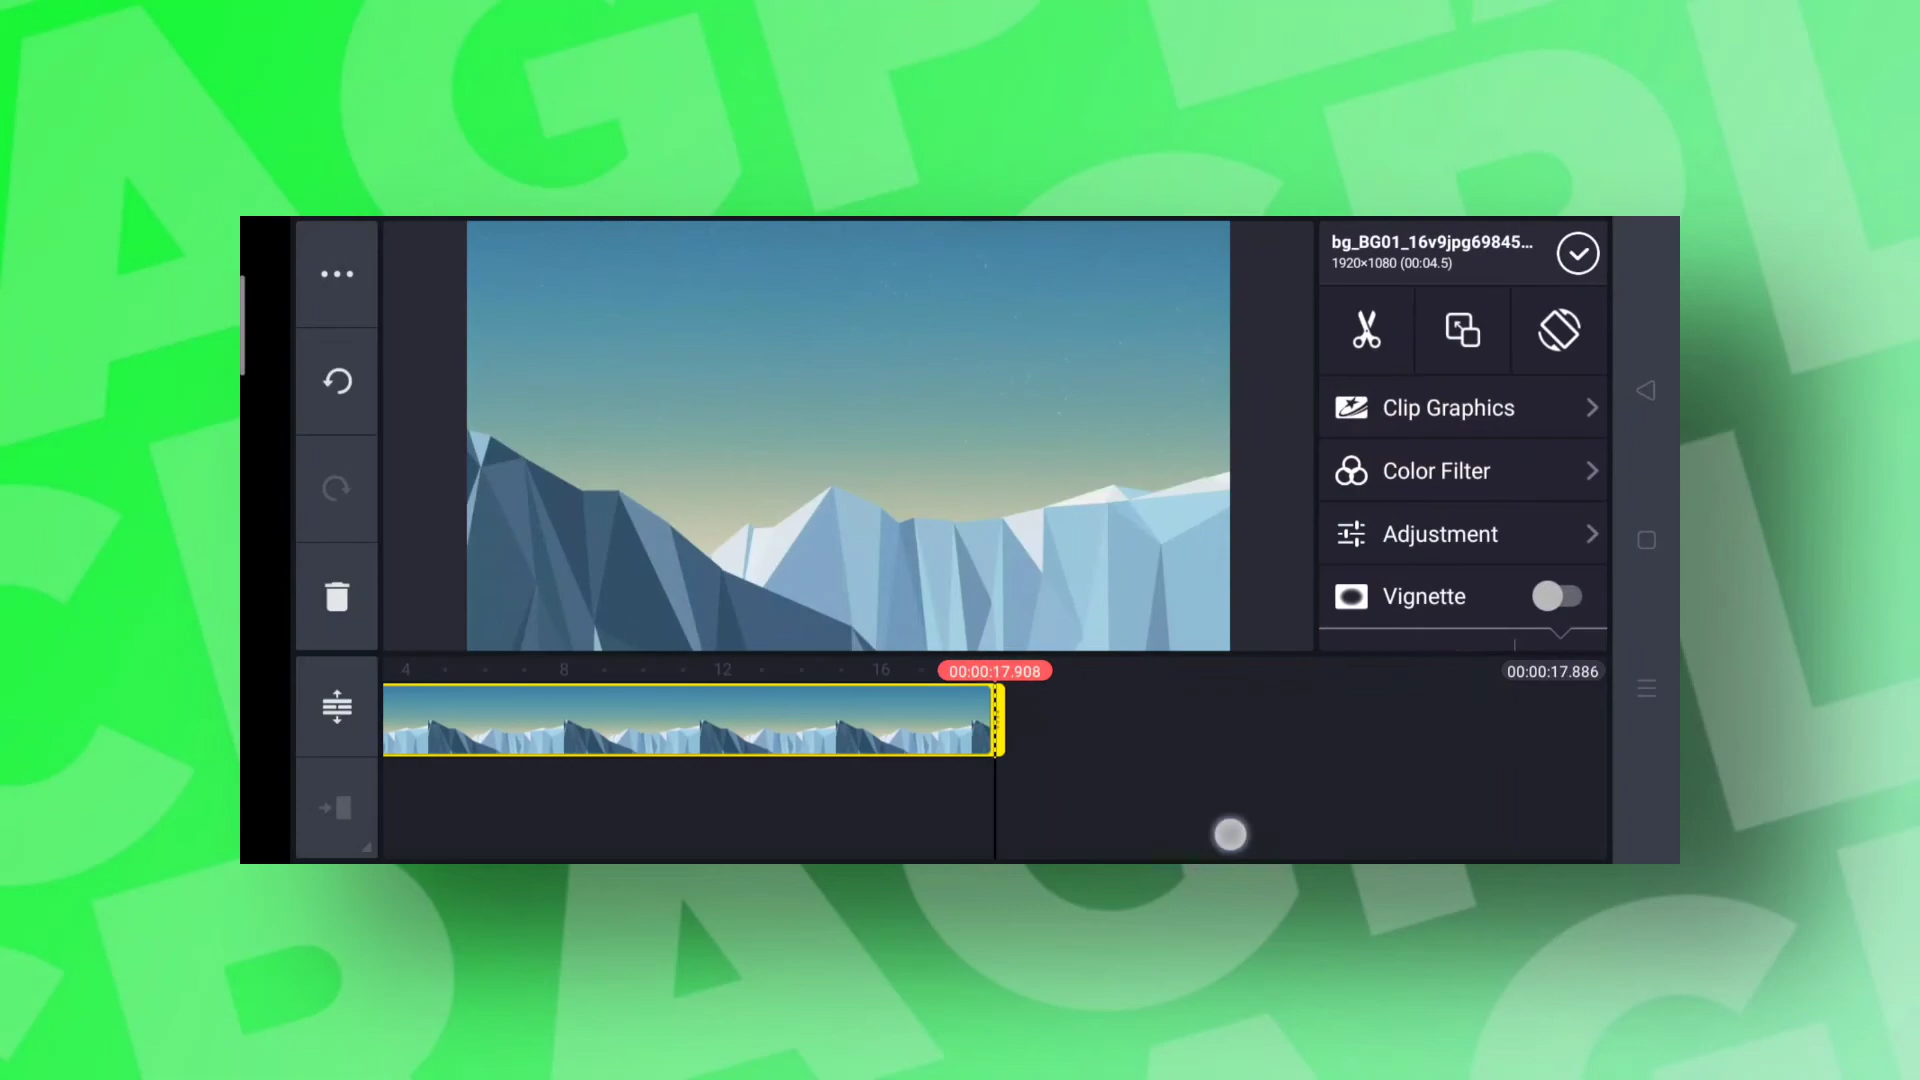 bg_BG01_16v9jpg69845...
1920×1080 (00:04.5)
Clip Graphics
Color Filter
Adjustment
Vignette
4
8
12
16
00:00:17.908
00:00:17.886